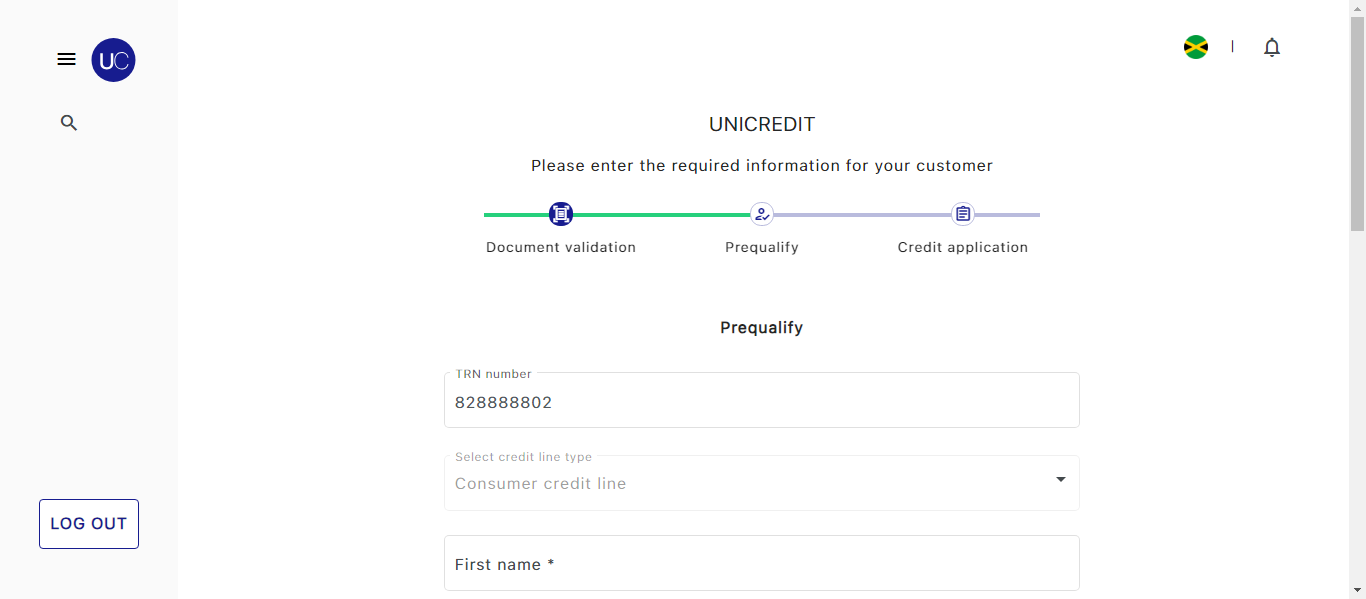 UC
UNICREDIT
Please enter the required information for your customer
Document validation
Prequalify
Credit application
Prequalify
TRN number
828888802
Select credit line type
Consumer credit line
First name *
LOG OUT